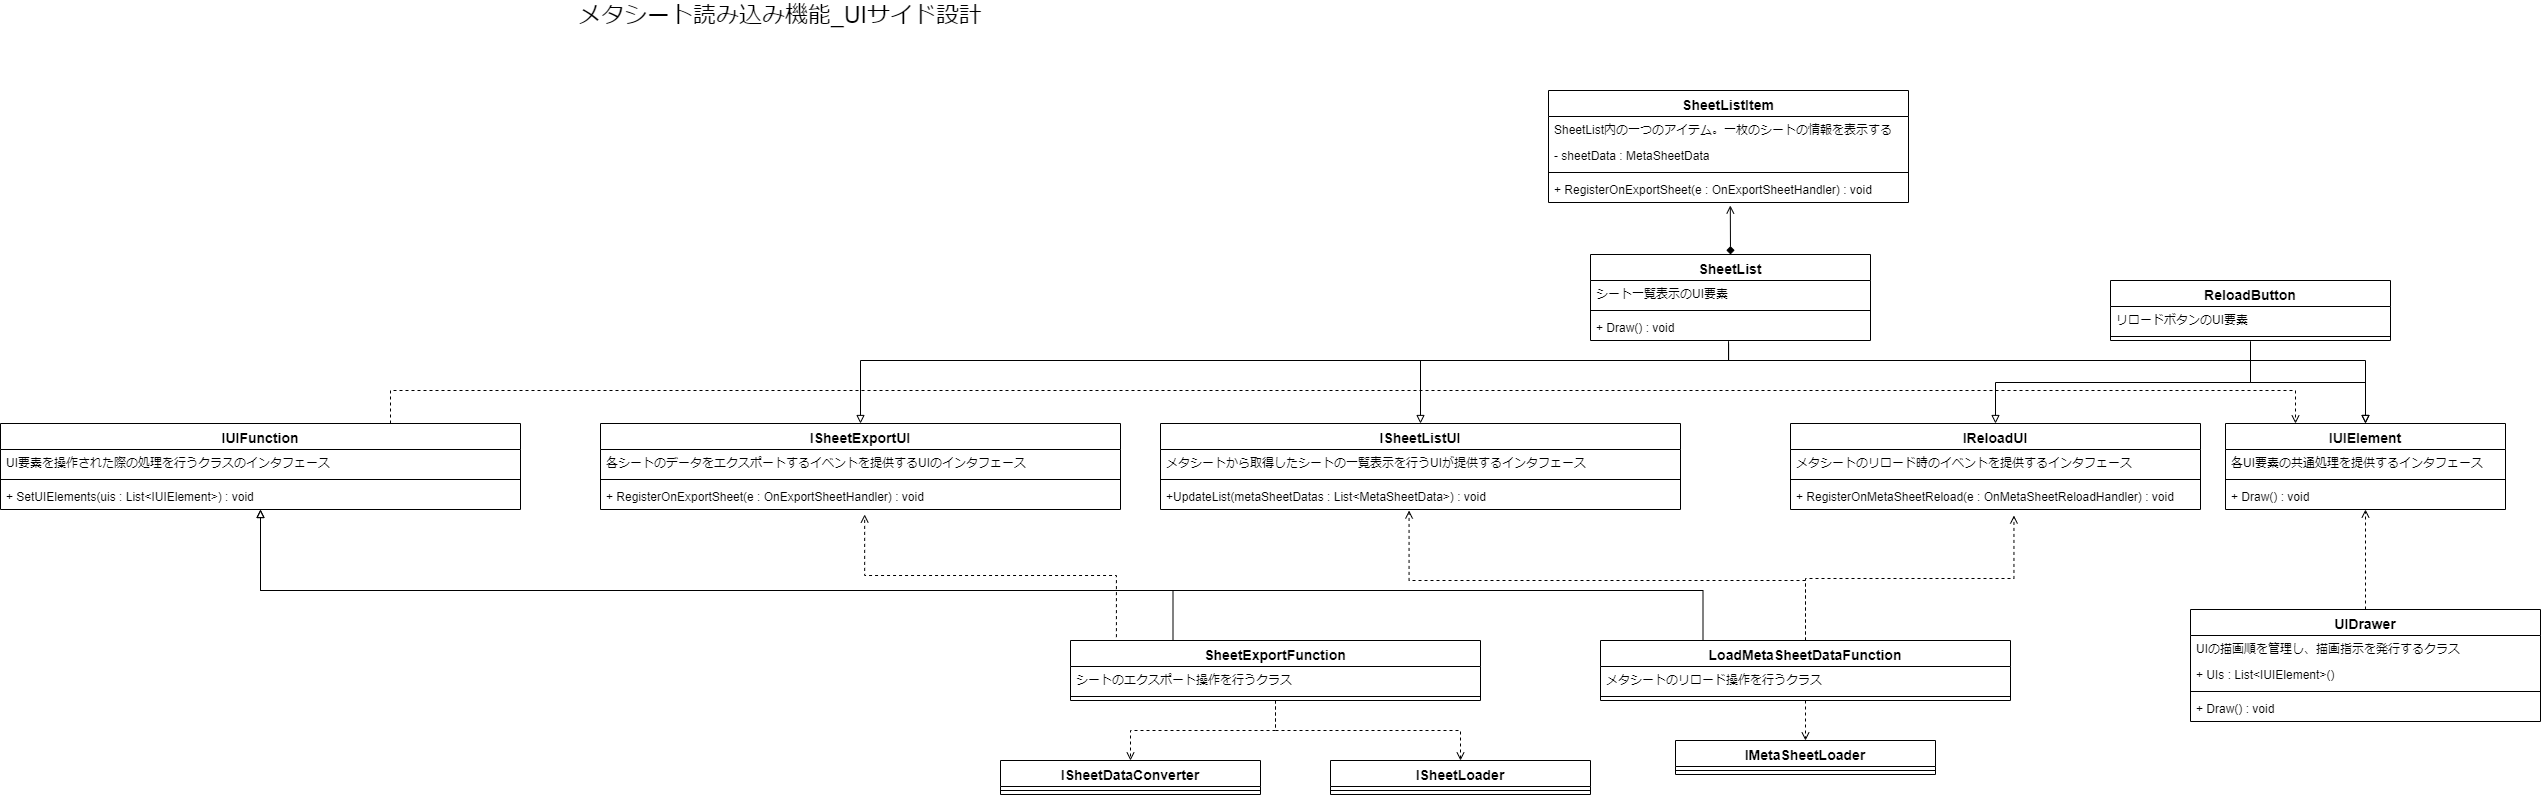 メタシート読み込み機能_UIサイド設計
SheetListItem
SheetList内の一つのアイテム。一枚のシートの情報を表示する
- sheetData : MetaSheetData
+ RegisterOnExportSheet(e : OnExportSheetHandler) : void
SheetList
シート一覧表示のUI要素
+ Draw() : void
ReloadButton
リロードボタンのUI要素
IUIFunction
UI要素を操作された際の処理を行うクラスのインタフェース
+ SetUIElements(uis : List<IUIElement>) : void
ISheetExportUI
各シートのデータをエクスポートするイベントを提供するUIのインタフェース
+ RegisterOnExportSheet(e : OnExportSheetHandler) : void
ISheetListUI
メタシートから取得したシートの一覧表示を行うUIが提供するインタフェース
+UpdateList(metaSheetDatas : List<MetaSheetData>) : void
IReloadUI
メタシートのリロード時のイベントを提供するインタフェース
+ RegisterOnMetaSheetReload(e : OnMetaSheetReloadHandler) : void
IUIElement
各UI要素の共通処理を提供するインタフェース
+ Draw() : void
SheetExportFunction
シートのエクスポート操作を行うクラス
LoadMetaSheetDataFunction
メタシートのリロード操作を行うクラス
UIDrawer
UIの描画順を管理し、描画指示を発行するクラス
+ UIs : List<IUIElement>()
+ Draw() : void
ISheetDataConverter
ISheetLoader
IMetaSheetLoader